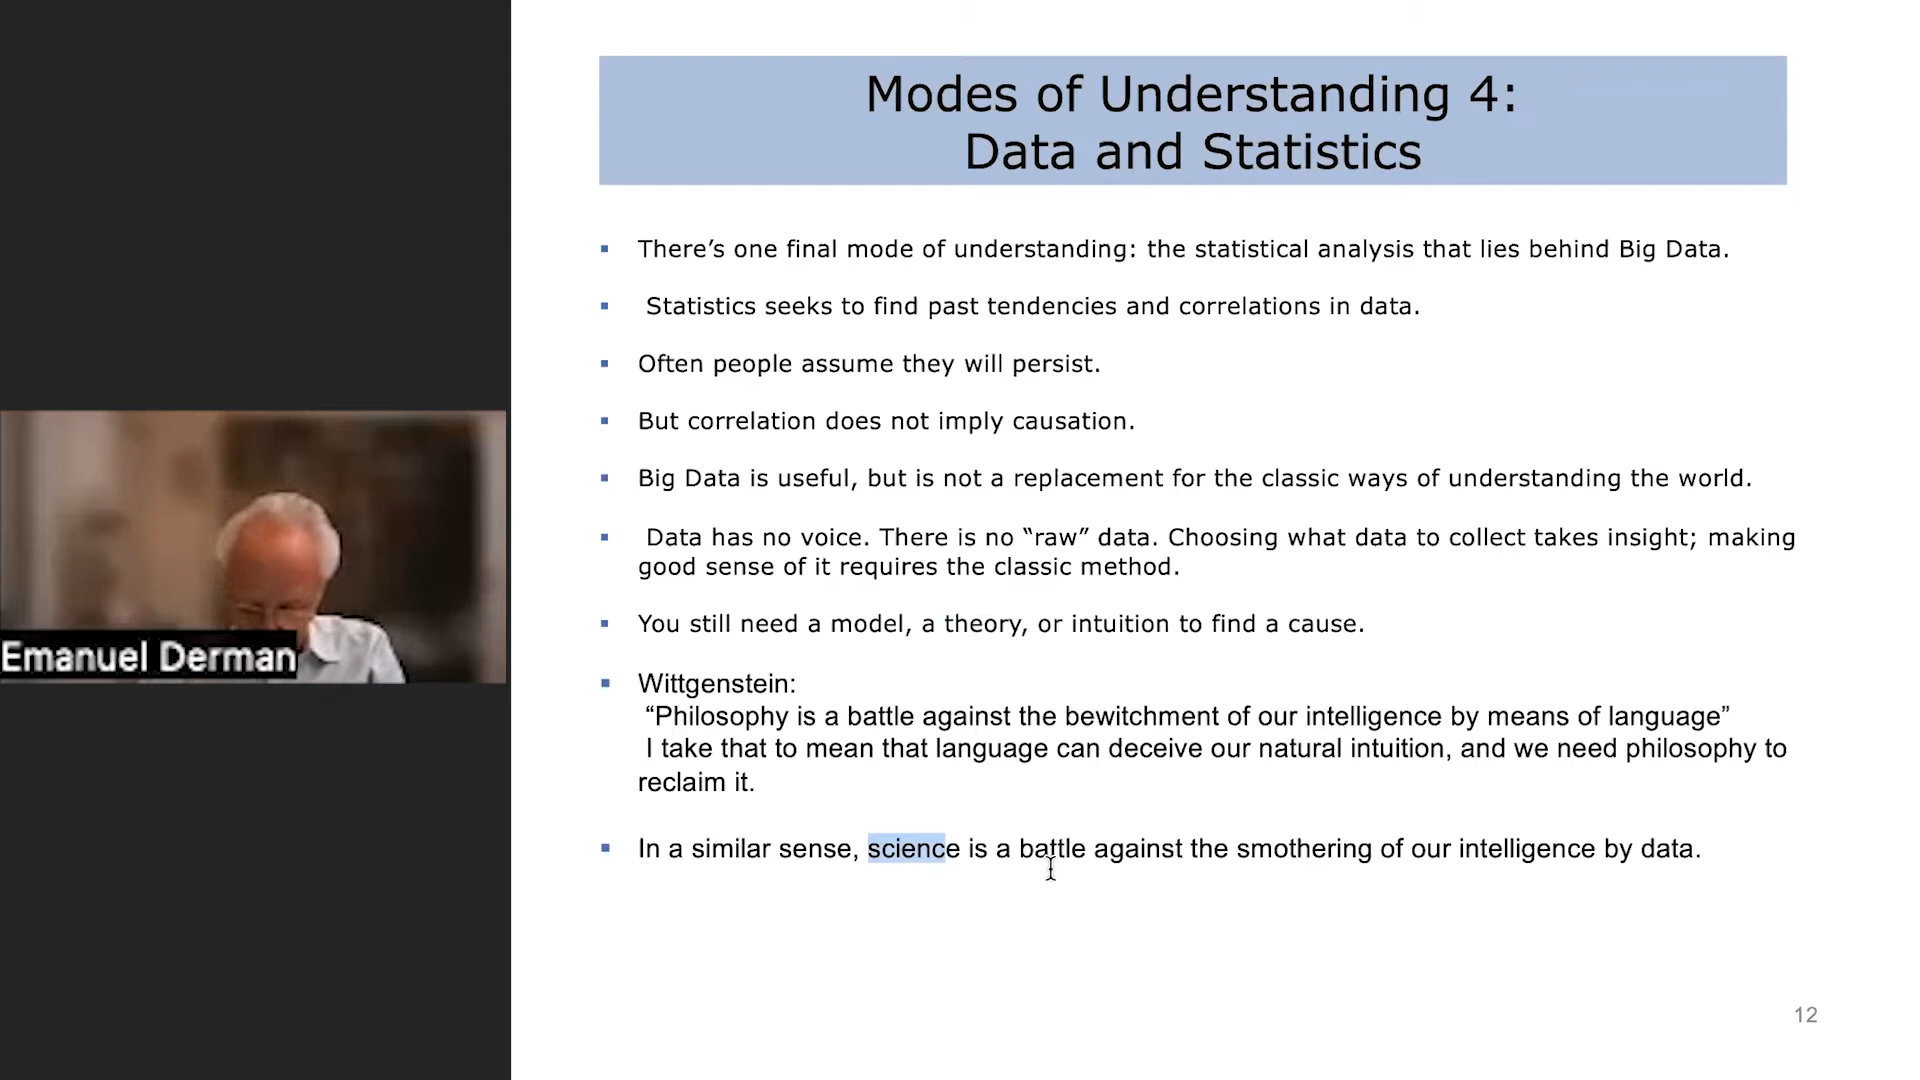 Modes of Understanding 4:
Data and Statistics
There’s one final mode of understanding: the statistical analysis that lies behind Big Data.
Statistics seeks to find past tendencies and correlations in data.
Often people assume they will persist.
But correlation does not imply causation.
Big Data is useful, but is not a replacement for the classic ways of understanding the world.
Data has no voice. There is no “raw” data. Choosing what data to collect takes insight; making
good sense of it requires the classic method.
You still need a model, a theory, or intuition to find a cause.
Wittgenstein:
“Philosophy is a battle against the bewitchment of our intelligence by means of language”
I take that to mean that language can deceive our natural intuition, and we need philosophy to
reclaim it.
In a similar sense, science is a battle against the smothering of our intelligence by data.
12
Emanuel Derman